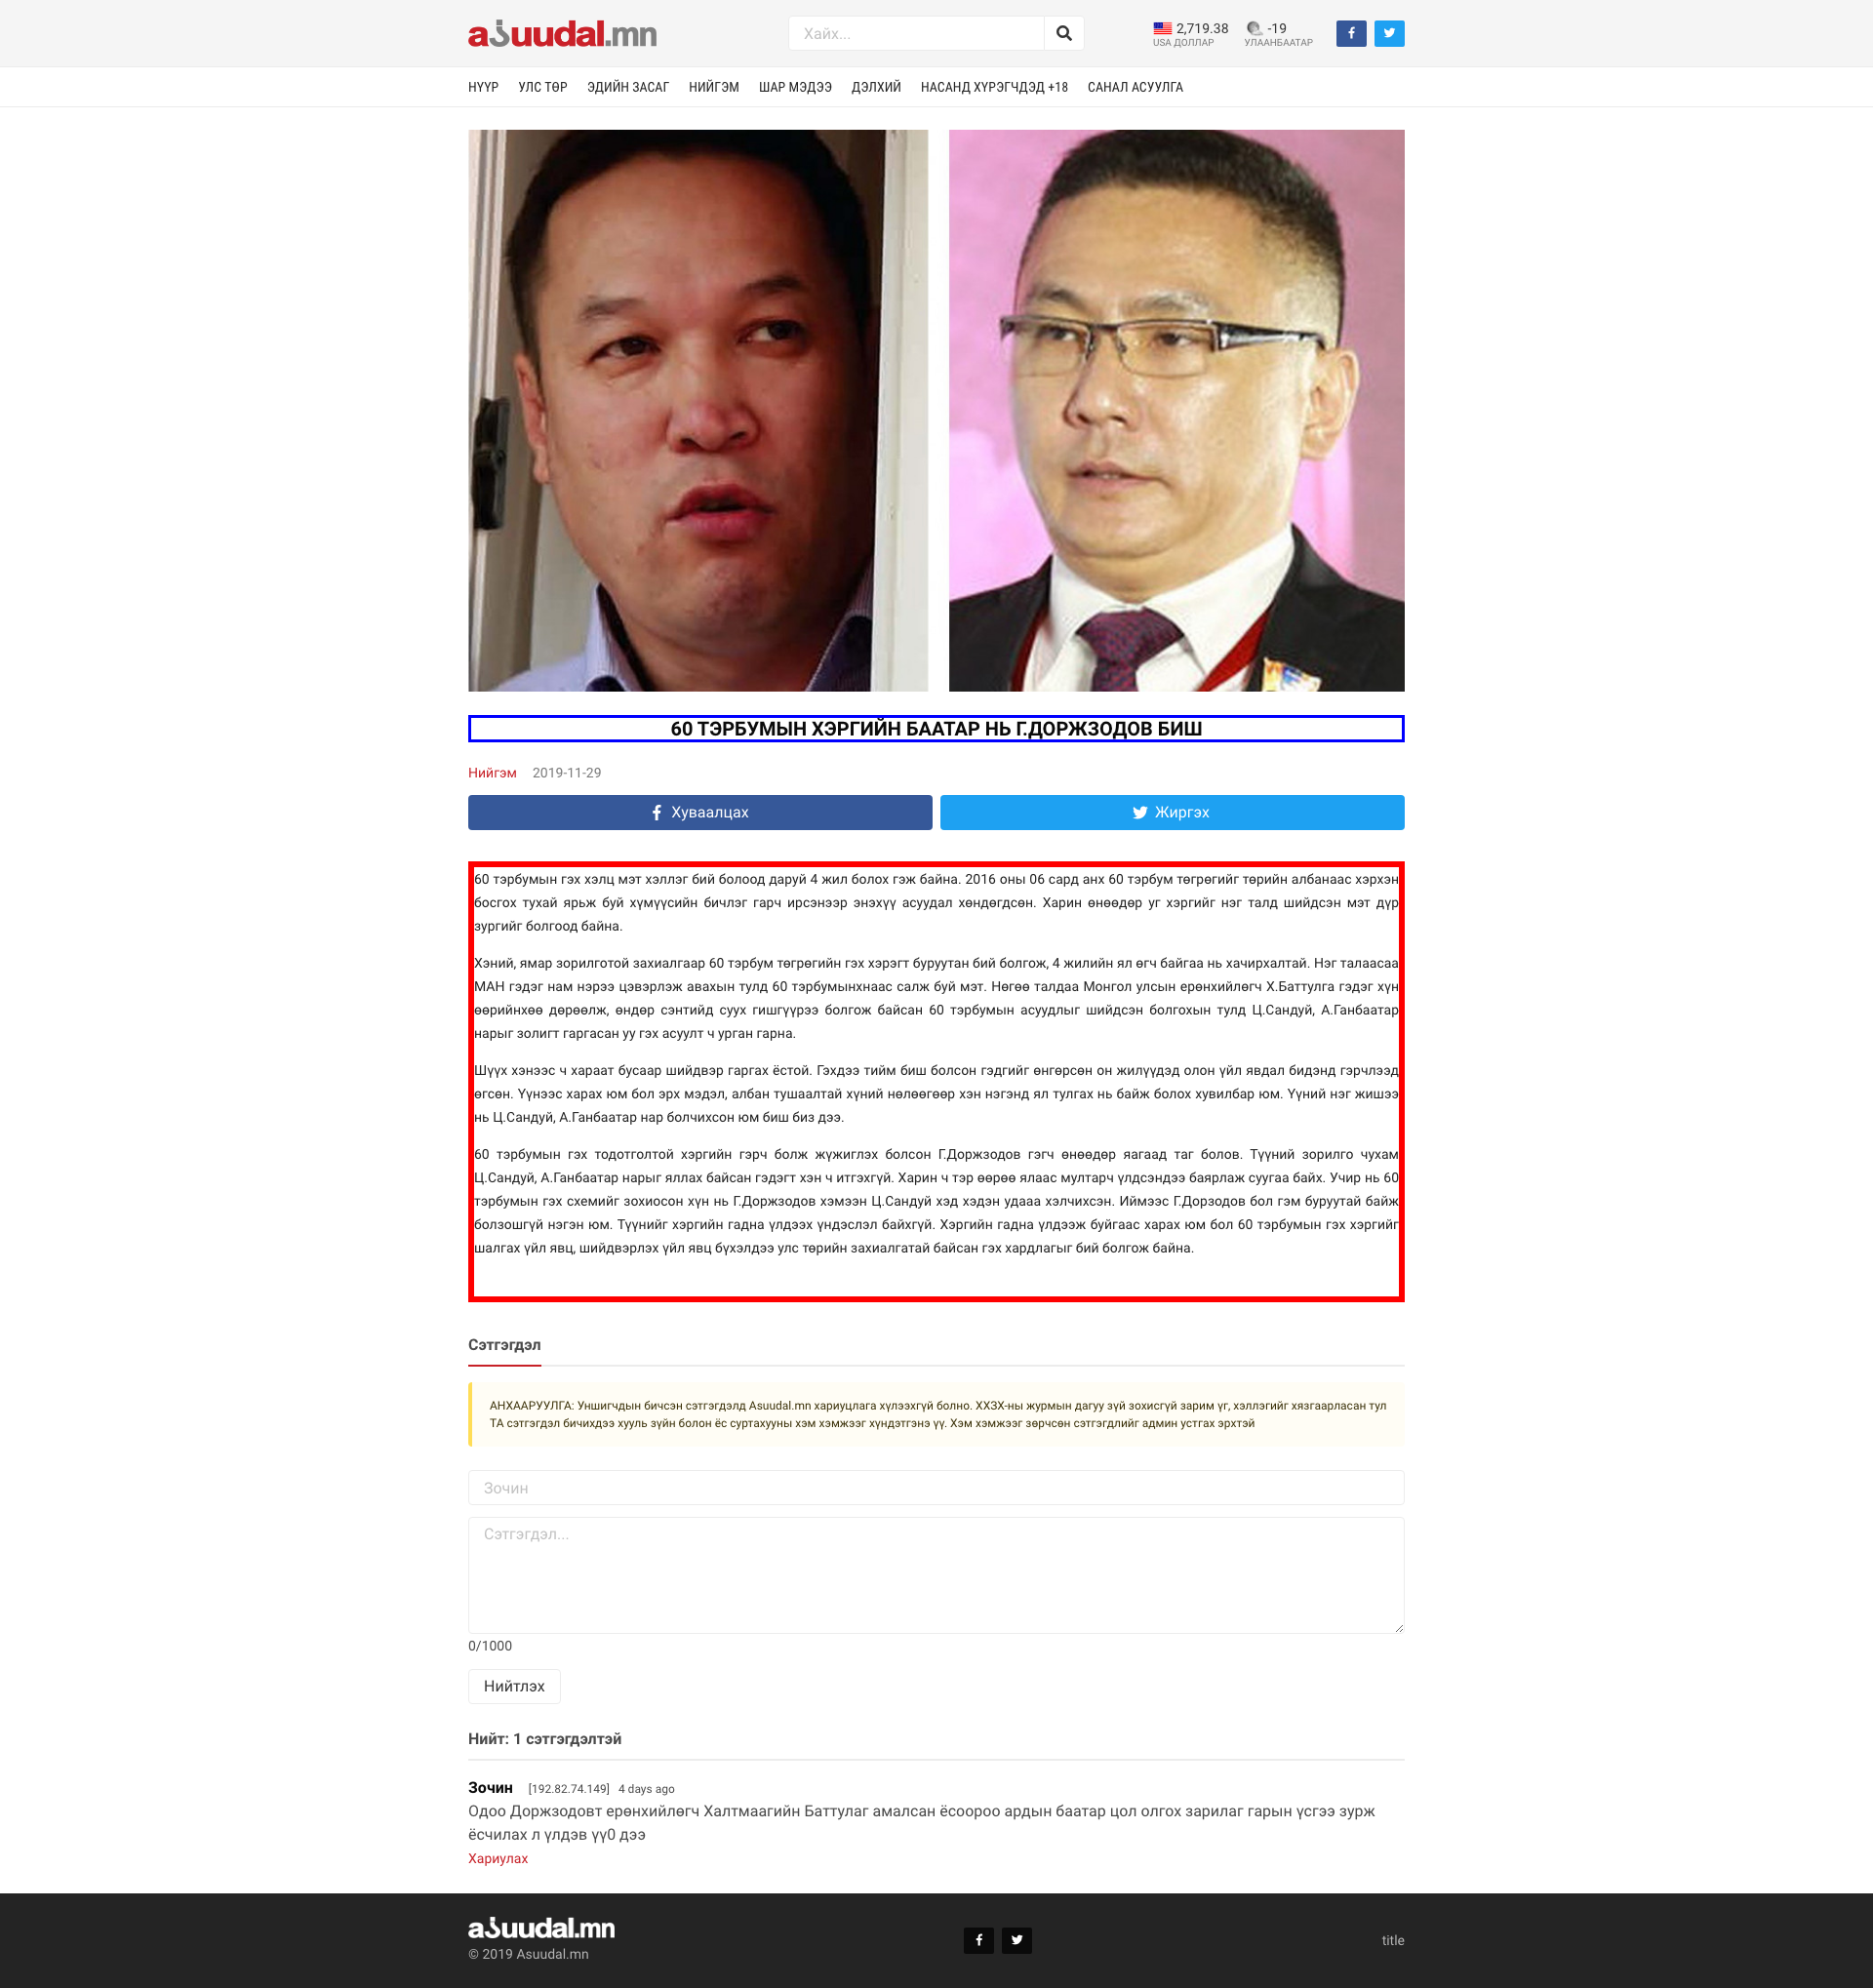 asuudal.mn
Хайх...
2,719.38
USA ДОЛЛАР
-19
УЛААНБААТАР
НҮҮР УЛС ТӨР ЭДИЙН ЗАСАГ НИЙГЭМ ШАР МЭДЭЭ ДЭЛХИЙ НАСАНД ХҮРЭГЧДЭД +18 САНАЛ АСУУЛГА
60 ТЭРБУМЫН ХЭРГИЙН БААТАР НЬ Г.ДОРЖЗОДОВ БИШ
Нийгэм 2019-11-29
Хуваалцах
Жиргэх
60 тэрбумын гэх хэлц мэт хэллэг бий болоод даруй 4 жил болох гэж байна. 2016 оны 06 сард анх 60 тэрбум төгрөгийг төрийн албанаас хэрхэн
босгох тухай ярьж буй хүмүүсийн бичлэг гарч ирсэнээр энэхүү асуудал хөндөгдсөн. Харин өнөөдөр уг хэргийг нэг талд шийдсэн мэт дүр
зургийг болгоод байна.
Хэний, ямар зорилготой захиалгаар 60 тэрбум төгрөгийн гэх хэрэгт буруутан бий болгож, 4 жилийн ял өгч байгаа нь хачирхалтай. Нэг талаасаа
МАН гэдэг нам нэрээ цэвэрлэж авахын тулд 60 тэрбумынхнаас салж буй мэт. Нөгөө талдаа Монгол улсын ерөнхийлөгч Х.Баттулга гэдэг хүн
өөрийнхөө дөрөөлж, өндөр сэнтийд суух гишгүүрээ болгож байсан 60 тэрбумын асуудлыг шийдсэн болгохын тулд Ц.Сандуй, А.Ганбаатар
нарыг золигт гаргасан уу гэх асуулт ч урган гарна.
Шүүх хэнээс ч хараат бусаар шийдвэр гаргах ёстой. Гэхдээ тийм биш болсон гэдгийг өнгөрсөн он жилүүдэд олон үйл явдал бидэнд гэрчлээд
өгсөн. Үүнээс харах юм бол эрх мэдэл, албан тушаалтай хүний нөлөөгөөр хэн нэгэнд ял тулгах нь байж болох хувилбар юм. Үүний нэг жишээ
нь Ц.Сандуй, А.Ганбаатар нар болчихсон юм биш биз дээ.
60 тэрбумын гэх тодотголтой хэргийн гэрч болж жүжиглэх болсон Г.Доржзодов гэгч өнөөдөр яагаад таг болов. Түүний зорилго чухам
Ц.Сандуй, А.Ганбаатар нарыг яллах байсан гэдэгт хэн ч итгэхгүй. Харин ч тэр өөрөө ялаас мултарч үлдсэндээ баярлаж суугаа байх. Учир нь 60
тэрбумын гэх схемийг зохиосон хүн нь Г.Доржзодов хэмээн Ц.Сандуй хэд хэдэн удаа хэлчихсэн. Иймээс Г.Дорзодов бол гэм буруутай байж
болзошгүй нэгэн юм. Түүнийг хэргийн гадна үлдээх үндэслэл байхгүй. Хэргийн гадна үлдээж буйгаас харах юм бол 60 тэрбумын гэх хэргийг
шалгах үйл явц, шийдвэрлэх үйл явц бүхэлдээ улс төрийн захиалгатай байсан гэх хардлагыг бий болгож байна.
Сэтгэгдэл
АНХААРУУЛГА: Уншигчдын бичсэн сэтгэгдэлд Asuudal.mn хариуцлага хүлээхгүй болно. ХХЗХ-ны журмын дагуу зүй зохисгүй зарим үг, хэллэгийг хязгаарласан тул
ТА сэтгэгдэл бичихдээ хууль зүйн болон ёс суртахууны хэм хэмжээг хүндэтгэнэ үү. Хэм хэмжээг зөрчсөн сэтгэгдлийг админ устгах эрхтэй
Зочин
Сэтгэгдэл...
0/1000
Нийтлэх
Нийт: 1 сэтгэгдэлтэй
Зочин [192.82.74.149] 4 days ago
Одоо Доржзодовт ерөнхийлөгч Халтмаагийн Баттулаг амалсан ёсоороо ардын баатар цол олгох зарилаг гарын үсгээ зурж
ёсчилах л үлдэв үү0 дээ
Хариулах
asuudal.mn
© 2019 Asuudal.mn
title